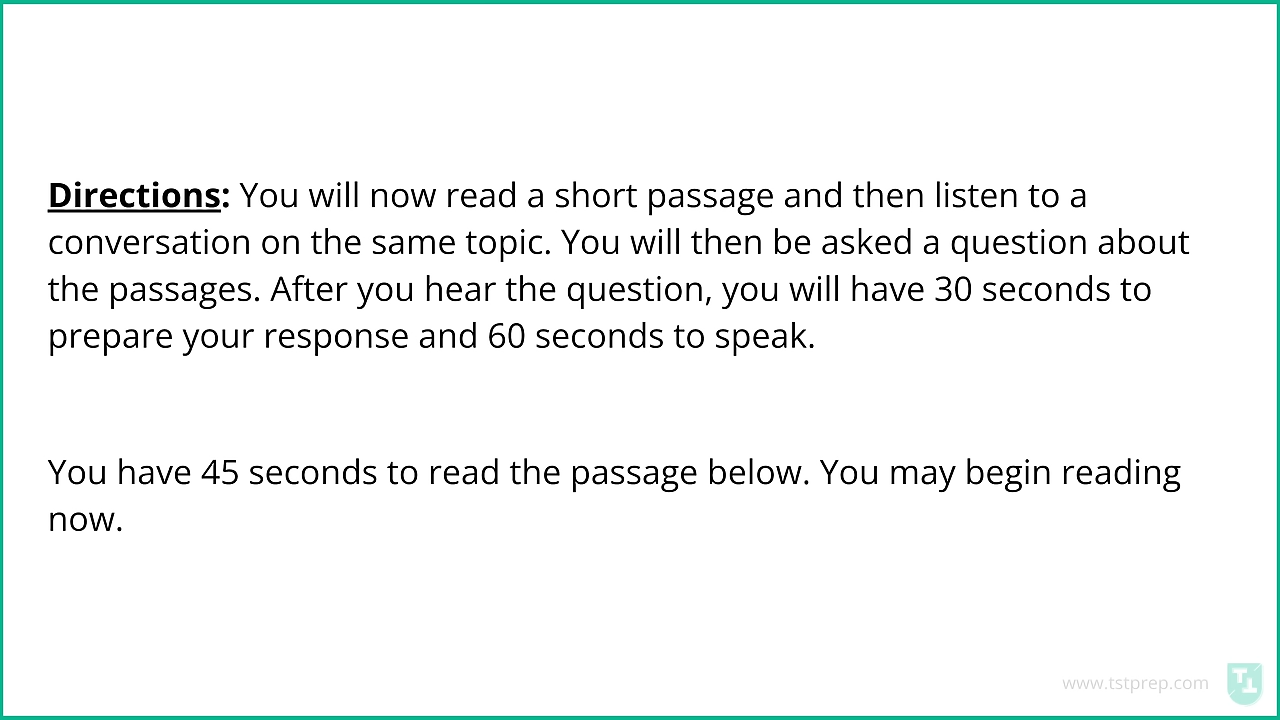 Directions: You will now read a short passage and then listen to a
conversation on the same topic. You will then be asked a question about
the passages. After you hear the question, you will have 30 seconds to
prepare your response and 60 seconds to speak.
You have 45 seconds to read the passage below. You may begin reading
now.
www.tstprep.com